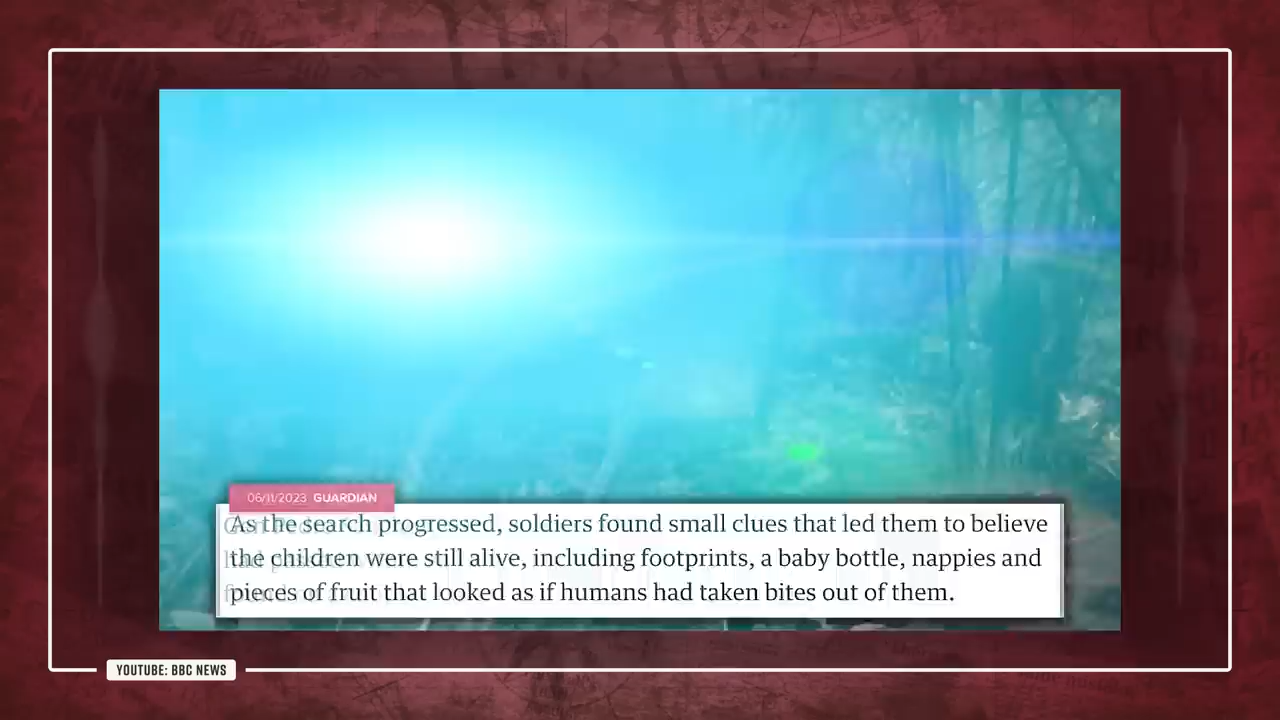 06/11/2023 GUARDIAN
As the search progressed, soldiers found small clues that led them to believe
the children were still alive, including footprints, a baby bottle, nappies and
pieces of fruit that looked as if humans had taken bites out of them.
YOUTUBE: BBC NEWS